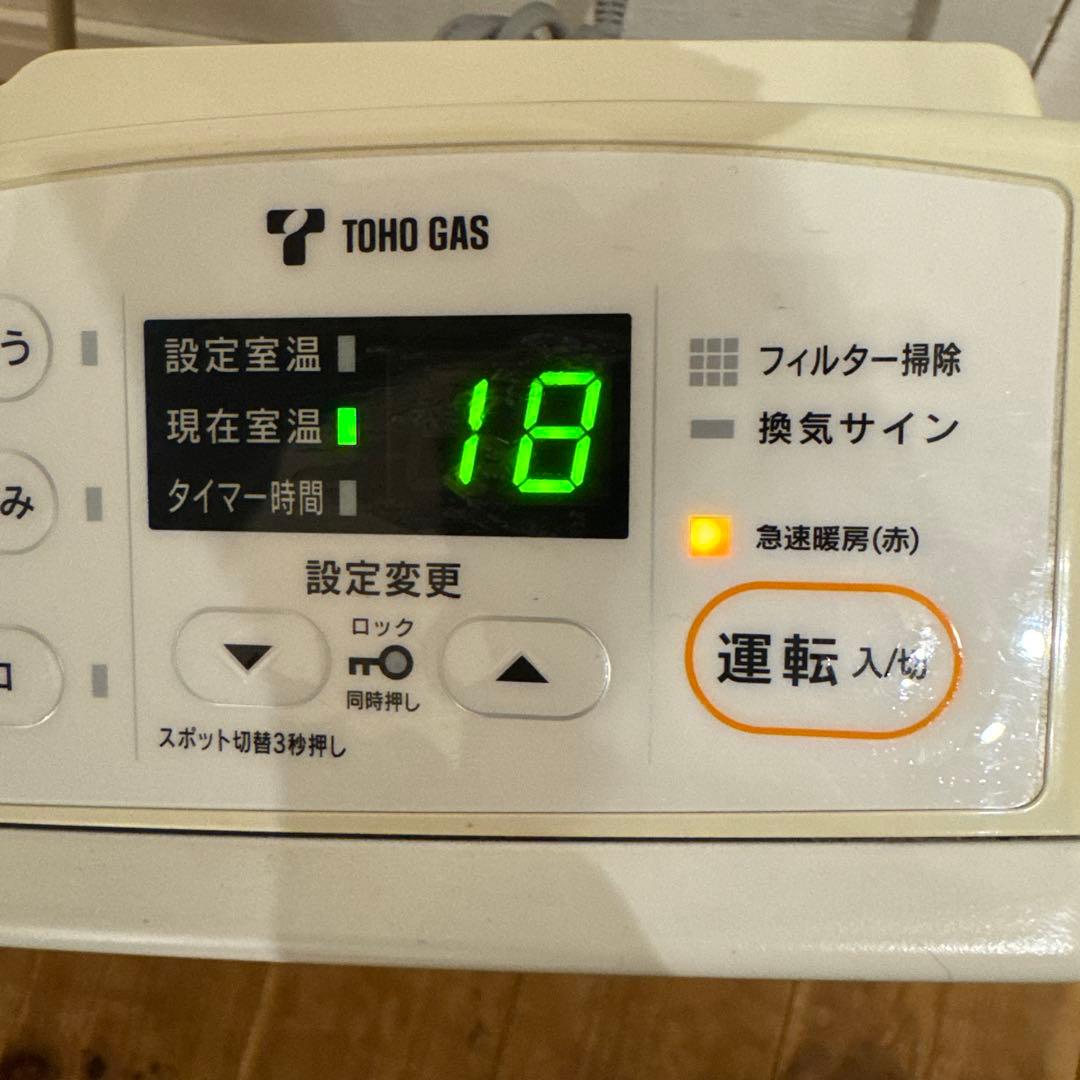 TOHO GAS
う
設定室温
18
現在室温
タイマー時間
フィルター掃除
換気サイン
み
急速暖房(赤)
設定変更
ロック
同時押し
運転 入/切
スポット切替3秒押し